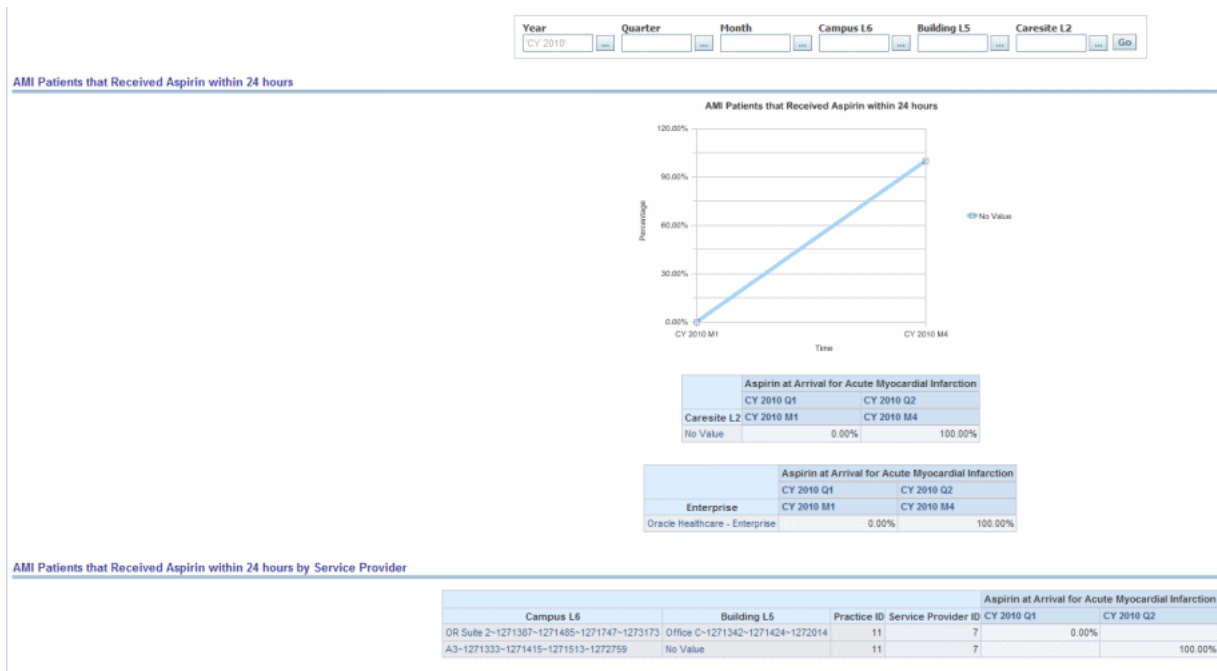 Year Quarter Month Campus L6 Building L5 Caresite L2
'CY 2010' ... ... ... ... ... ... Go
AMI Patients that Received Aspirin within 24 hours
AMI Patients that Received Aspirin within 24 hours
120.00%
90.00%
60.00%
30.00%
0.00%
Percentage
No Value
CY 2010 M1 CY 2010 M4
Time
Aspirin at Arrival for Acute Myocardial Infarction
CY 2010 Q1 CY 2010 Q2
Caresite L2 CY 2010 M1 CY 2010 M4
No Value 0.00% 100.00%
Aspirin at Arrival for Acute Myocardial Infarction
CY 2010 Q1 CY 2010 Q2
Enterprise CY 2010 M1 CY 2010 M4
Oracle Healthcare - Enterprise 0.00% 100.00%
AMI Patients that Received Aspirin within 24 hours by Service Provider
Aspirin at Arrival for Acute Myocardial Infarction
Campus L6 Building L5 Practice ID Service Provider ID CY 2010 Q1 CY 2010 Q2
OR Suite 2~1271387~1271485~1271747~1273173 Office C~1271342~1271424~1272014 11 7 0.00%
A3~1271333~1271415~1271513~1272759 No Value 11 7 100.00%